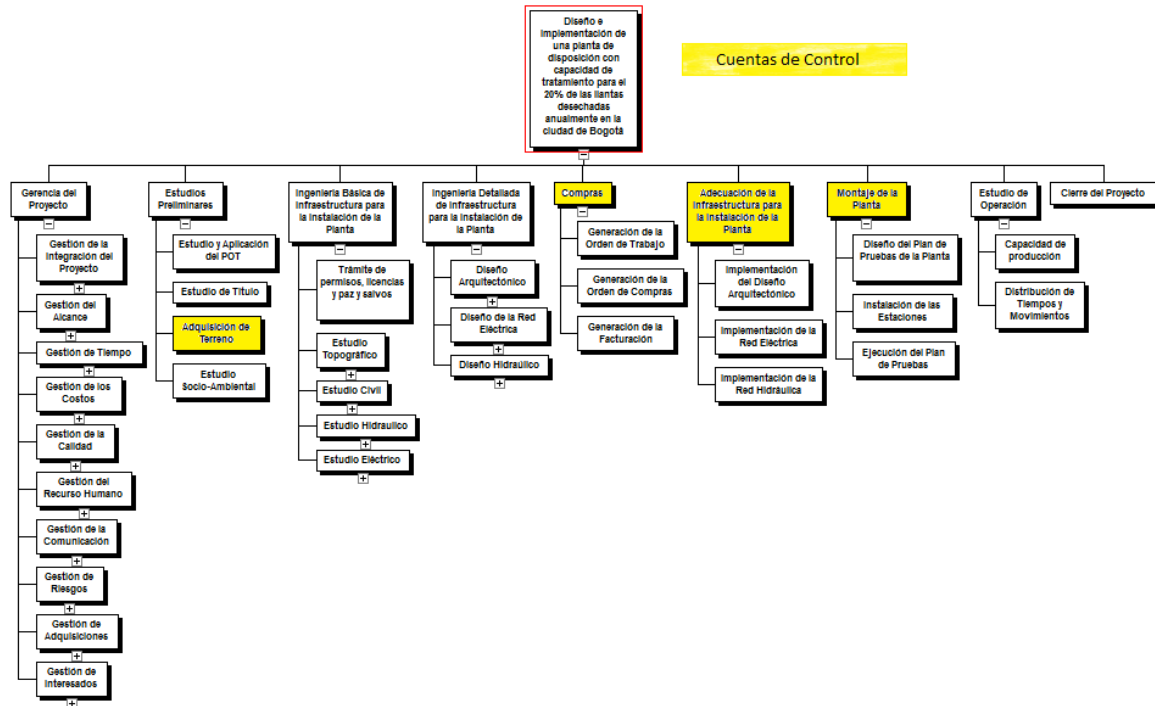 Diseño e
implementación de
una planta de
disposición con
capacidad de
tratamiento para el
20% de las llantas
desechadas
anualmente en la
ciudad de Bogotá
Cuentas de Control
Gerencia del
Proyecto
Gestión de la
Integración del
Proyecto
Gestión del
Alcance
Gestión de Tiempo
Gestión de los
Costos
Gestión de la
Calidad
Gestión del
Recurso Humano
Gestión de la
Comunicación
Gestión de
Riesgos
Gestión de
Adquisiciones
Gestión de
Interesados
Estudios
Preliminares
Estudio y Aplicación
del POT
Estudio de Título
Adquisición de
Terreno
Estudio
Socio-Ambiental
Ingeniería Básica de
Infraestructura para
la Instalación de la
Planta
Trámite de
permisos, licencias
y paz y salvos
Estudio
Topográfico
Estudio Civil
Estudio Hidraulico
Estudio Eléctrico
Ingeniería Detallada
de Infraestructura
para la Instalación de
la Planta
Diseño
Arquitectónico
Diseño de la Red
Eléctrica
Diseño Hidraúlico
Compras
Generación de la
Orden de Trabajo
Generación de la
Orden de Compras
Generación de la
Facturación
Adecuación de la
Infraestructura para
la Instalación de la
Planta
Implementación
del Diseño
Arquitectónico
Implementación de
la Red Eléctrica
Implementación de la
Red Hidráulica
Montaje de la
Planta
Diseño del Plan de
Pruebas de la Planta
Instalación de las
Estaciones
Ejecución del Plan
de Pruebas
Estudio de
Operación
Capacidad de
producción
Distribución de
Tiempos y
Movimientos
Cierre del Proyecto